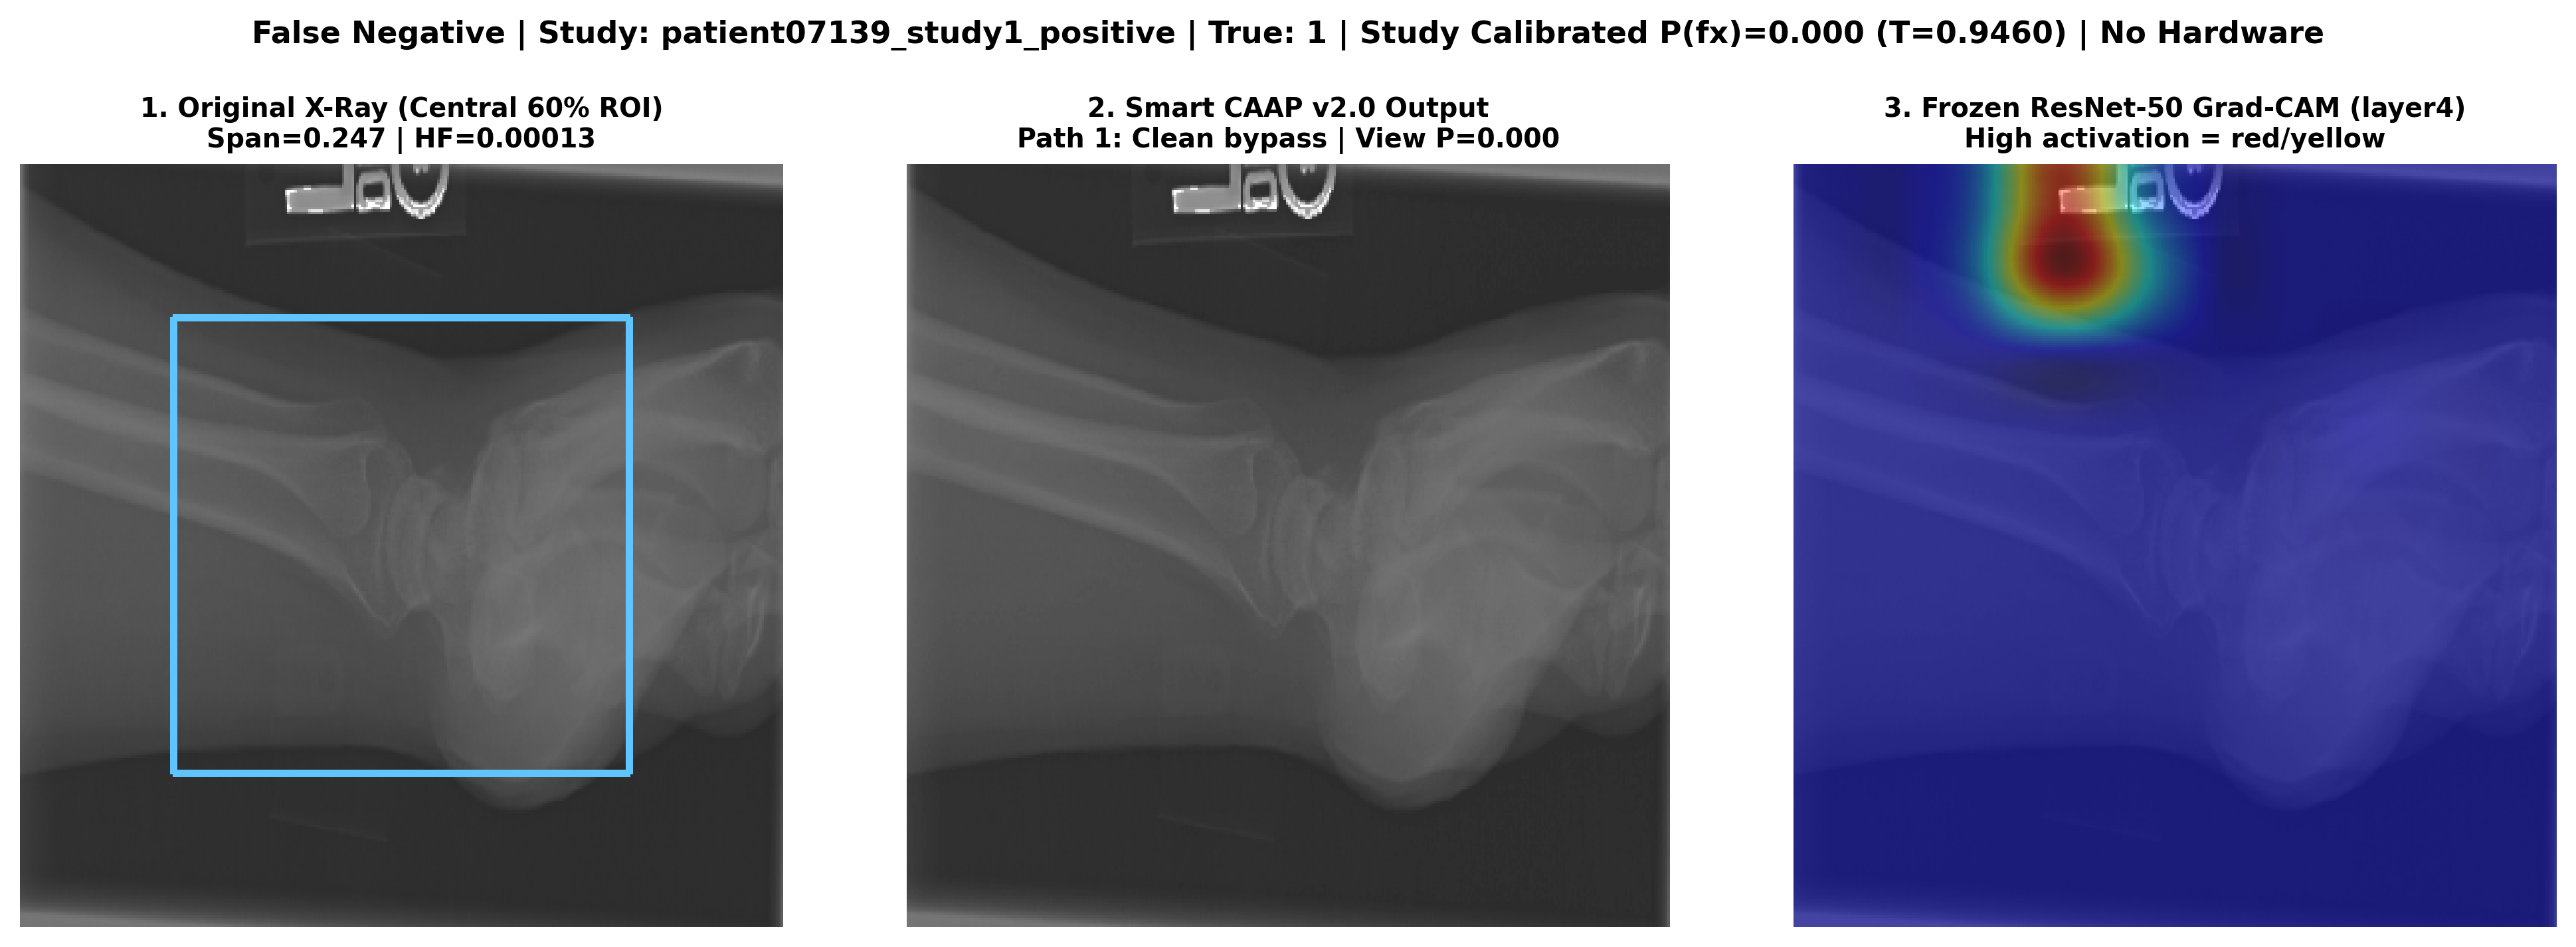 False Negative | Study: patient07139_study1_positive | True: 1 | Study Calibrated P(fx)=0.000 (T=0.9460) | No Hardware
1. Original X-Ray (Central 60% ROI)
Span=0.247 | HF=0.00013
2. Smart CAAP v2.0 Output
Path 1: Clean bypass | View P=0.000
3. Frozen ResNet-50 Grad-CAM (layer4)
High activation = red/yellow